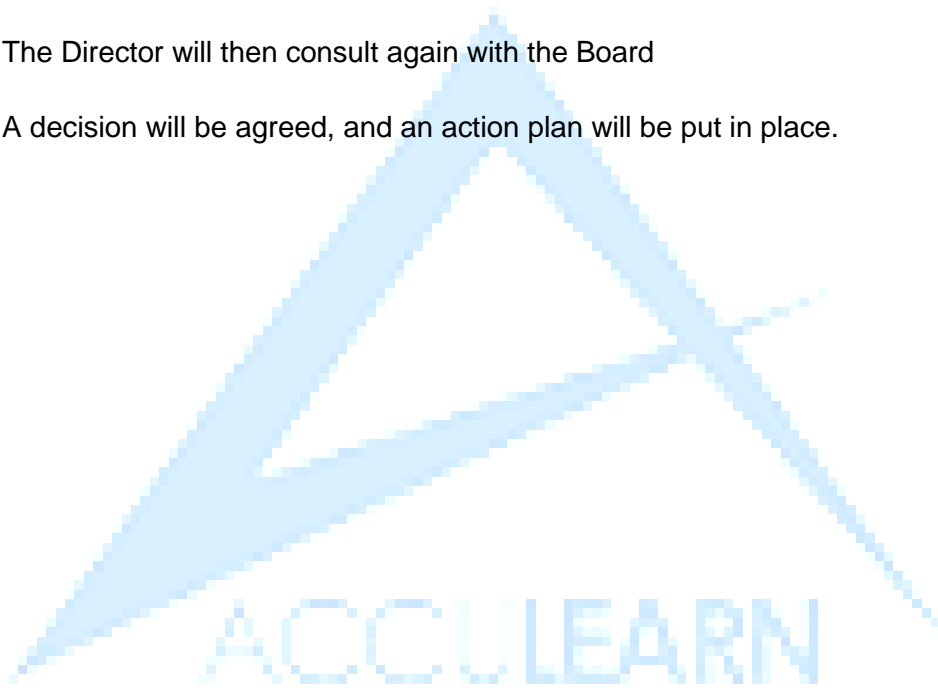 The Director will then consult again with the Board
A decision will be agreed, and an action plan will be put in place.
ACCULEARN